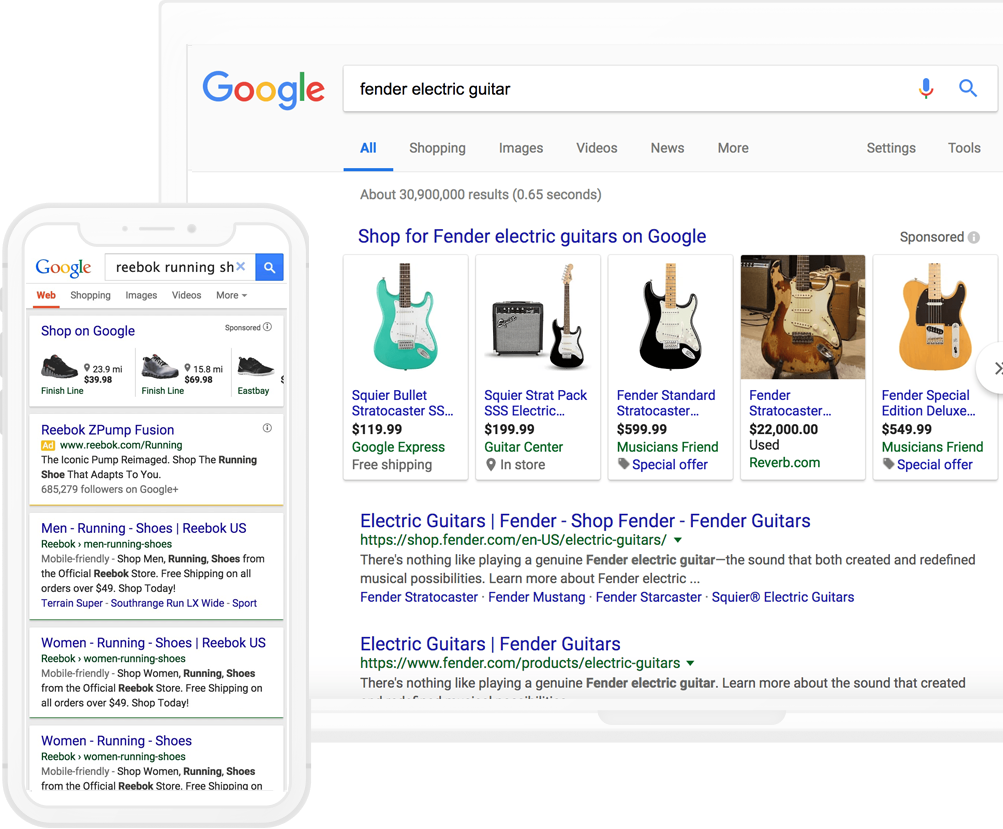 Google
fender electric guitar
All Shopping Images Videos News More Settings Tools
About 30,900,000 results (0.65 seconds)
Shop for Fender electric guitars on Google
Sponsored
Squier Bullet
Stratocaster SS...
$119.99
Google Express
Free shipping
Squier Strat Pack
SSS Electric...
$199.99
Guitar Center
In store
Fender Standard
Stratocaster...
$599.99
Musicians Friend
Special offer
Fender
Stratocaster...
$22,000.00
Used
Reverb.com
Fender Special
Edition Deluxe...
$549.99
Musicians Friend
Special offer
Electric Guitars | Fender - Shop Fender - Fender Guitars
https://shop.fender.com/en-US/electric-guitars/
There's nothing like playing a genuine Fender electric guitar—the sound that both created and redefined
musical possibilities. Learn more about Fender electric ...
Fender Stratocaster · Fender Mustang · Fender Starcaster · Squier® Electric Guitars
Electric Guitars | Fender Guitars
https://www.fender.com/products/electric-guitars
There's nothing like playing a genuine Fender electric guitar. Learn more about the sound that created
Google
reebok running sh
Web Shopping Images Videos More
Shop on Google
Sponsored
23.9 mi
$39.98
Finish Line
15.8 mi
$69.98
Finish Line
$
Eastbay
Reebok ZPump Fusion
Ad www.reebok.com/Running
The Iconic Pump Reimaged. Shop The Running
Shoe That Adapts To You.
685,279 followers on Google+
Men - Running - Shoes | Reebok US
Reebok › men-running-shoes
Mobile-friendly - Shop Men, Running, Shoes from
the Official Reebok Store. Free Shipping on all
orders over $49. Shop Today!
Terrain Super - Southrange Run LX Wide - Sport
Women - Running - Shoes | Reebok US
Reebok › women-running-shoes
Mobile-friendly - Shop Women, Running, Shoes
from the Official Reebok Store. Free Shipping on
all orders over $49. Shop Today!
Women - Running - Shoes
Reebok › women-running-shoes
Mobile-friendly - Shop Women, Running, Shoes
from the Official Reebok Store. Free Shipping on